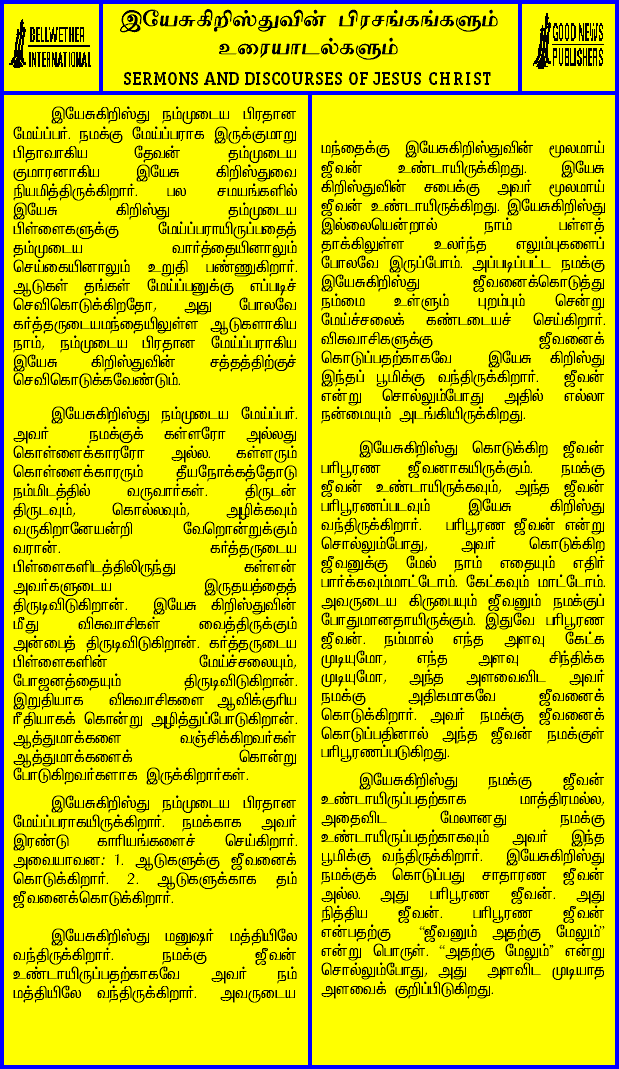 BELLWETHER
INTERNATIONAL
இயேசுகிறிஸ்துவின் பிரசங்கங்களும்
உரையாடல்களும்
SERMONS AND DISCOURSES OF JESUS CHRIST
GOOD NEWS
PUBLISHERS
இயேசுகிறிஸ்து நம்முடைய பிரதான
மேய்ப்பர். நமக்கு மேய்ப்பராக இருக்குமாறு
பிதாவாகிய தேவன் தம்முடைய
குமாரனாகிய இயேசு கிறிஸ்துவை
நியமித்திருக்கிறார். பல சமயங்களில்
இயேசு கிறிஸ்து தம்முடைய
பிள்ளைகளுக்கு மேய்ப்பராயிருப்பதைத்
தம்முடைய வார்த்தையினாலும்
செய்கையினாலும் உறுதி பண்ணுகிறார்.
ஆடுகள் தங்கள் மேய்ப்பனுக்கு எப்படிச்
செவிகொடுக்கிறதோ, அது போலவே
கர்த்தருடையமந்தையிலுள்ள ஆடுகளாகிய
நாம், நம்முடைய பிரதான மேய்ப்பராகிய
இயேசு கிறிஸ்துவின் சத்தத்திற்குச்
செவிகொடுக்கவேண்டும்.
இயேசுகிறிஸ்து நம்முடைய மேய்ப்பர்.
அவர் நமக்குக் கள்ளரோ அல்லது
கொள்ளைக்காரரோ அல்ல. கள்ளரும்
கொள்ளைக்காரரும் தீயநோக்கத்தோடு
நம்மிடத்தில் வருவார்கள். திருடன்
திருடவும், கொல்லவும், அழிக்கவும்
வருகிறானேயன்றி வேறொன்றுக்கும்
வரான். கர்த்தருடைய
பிள்ளைகளிடத்திலிருந்து கள்ளன்
அவர்களுடைய இருதயத்தைத்
திருடிவிடுகிறான். இயேசு கிறிஸ்துவின்
மீது விசுவாசிகள் வைத்திருக்கும்
அன்பைத் திருடிவிடுகிறான். கர்த்தருடைய
பிள்ளைகளின் மேய்ச்சலையும்,
போஜனத்தையும் திருடிவிடுகிறான்.
இறுதியாக விசுவாசிகளை ஆவிக்குரிய
ரீதியாகக் கொன்று அழித்துப்போடுகிறான்.
ஆத்துமாக்களை வஞ்சிக்கிறவர்கள்
ஆத்துமாக்களைக் கொன்று
போடுகிறவர்களாக இருக்கிறார்கள்.
இயேசுகிறிஸ்து நம்முடைய பிரதான
மேய்ப்பராகயிருக்கிறார். நமக்காக அவர்
இரண்டு காரியங்களைச் செய்கிறார்.
அவையாவன: 1. ஆடுகளுக்கு ஜீவனைக்
கொடுக்கிறார். 2. ஆடுகளுக்காக தம்
ஜீவனைக்கொடுக்கிறார்.
இயேசுகிறிஸ்து மனுஷர் மத்தியிலே
வந்திருக்கிறார். நமக்கு ஜீவன்
உண்டாயிருப்பதற்காகவே அவர் நம்
மத்தியிலே வந்திருக்கிறார். அவருடைய
மந்தைக்கு இயேசுகிறிஸ்துவின் மூலமாய்
ஜீவன் உண்டாயிருக்கிறது. இயேசு
கிறிஸ்துவின் சபைக்கு அவர் மூலமாய்
ஜீவன் உண்டாயிருக்கிறது. இயேசுகிறிஸ்து
இல்லையென்றால் நாம் பள்ளத்
தாக்கிலுள்ள உலர்ந்த எலும்புகளைப்
போலவே இருப்போம். அப்படிப்பட்ட நமக்கு
இயேசுகிறிஸ்து ஜீவனைக்கொடுத்து
நம்மை உள்ளும் புறம்பும் சென்று
மேய்ச்சலைக் கண்டடையச் செய்கிறார்.
விசுவாசிகளுக்கு ஜீவனைக்
கொடுப்பதற்காகவே இயேசு கிறிஸ்து
இந்தப் பூமிக்கு வந்திருக்கிறார். ஜீவன்
என்று சொல்லும்போது அதில் எல்லா
நன்மையும் அடங்கியிருக்கிறது.
இயேசுகிறிஸ்து கொடுக்கிற ஜீவன்
பரிபூரண ஜீவனாகயிருக்கும். நமக்கு
ஜீவன் உண்டாயிருக்கவும், அந்த ஜீவன்
பரிபூரணப்படவும் இயேசு கிறிஸ்து
வந்திருக்கிறார். பரிபூரண ஜீவன் என்று
சொல்லும்போது, அவர் கொடுக்கிற
ஜீவனுக்கு மேல் நாம் எதையும் எதிர்
பார்க்கவும்மாட்டோம். கேட்கவும் மாட்டோம்.
அவருடைய கிருபையும் ஜீவனும் நமக்குப்
போதுமானதாயிருக்கும். இதுவே பரிபூரண
ஜீவன். நம்மால் எந்த அளவு கேட்க
முடியுமோ, எந்த அளவு சிந்திக்க
முடியுமோ, அந்த அளவைவிட அவர்
நமக்கு அதிகமாகவே ஜீவனைக்
கொடுக்கிறார். அவர் நமக்கு ஜீவனைக்
கொடுப்பதினால் அந்த ஜீவன் நமக்குள்
பரிபூரணப்படுகிறது.
இயேசுகிறிஸ்து நமக்கு ஜீவன்
உண்டாயிருப்பதற்காக மாத்திரமல்ல,
அதைவிட மேலானது நமக்கு
உண்டாயிருப்பதற்காகவும் அவர் இந்த
பூமிக்கு வந்திருக்கிறார். இயேசுகிறிஸ்து
நமக்குக் கொடுப்பது சாதாரண ஜீவன்
அல்ல. அது பரிபூரண ஜீவன். அது
நித்திய ஜீவன். பரிபூரண ஜீவன்
என்பதற்கு “ஜீவனும் அதற்கு மேலும்”
என்று பொருள். “அதற்கு மேலும்” என்று
சொல்லும்போது, அது அளவிட முடியாத
அளவைக் குறிப்பிடுகிறது.